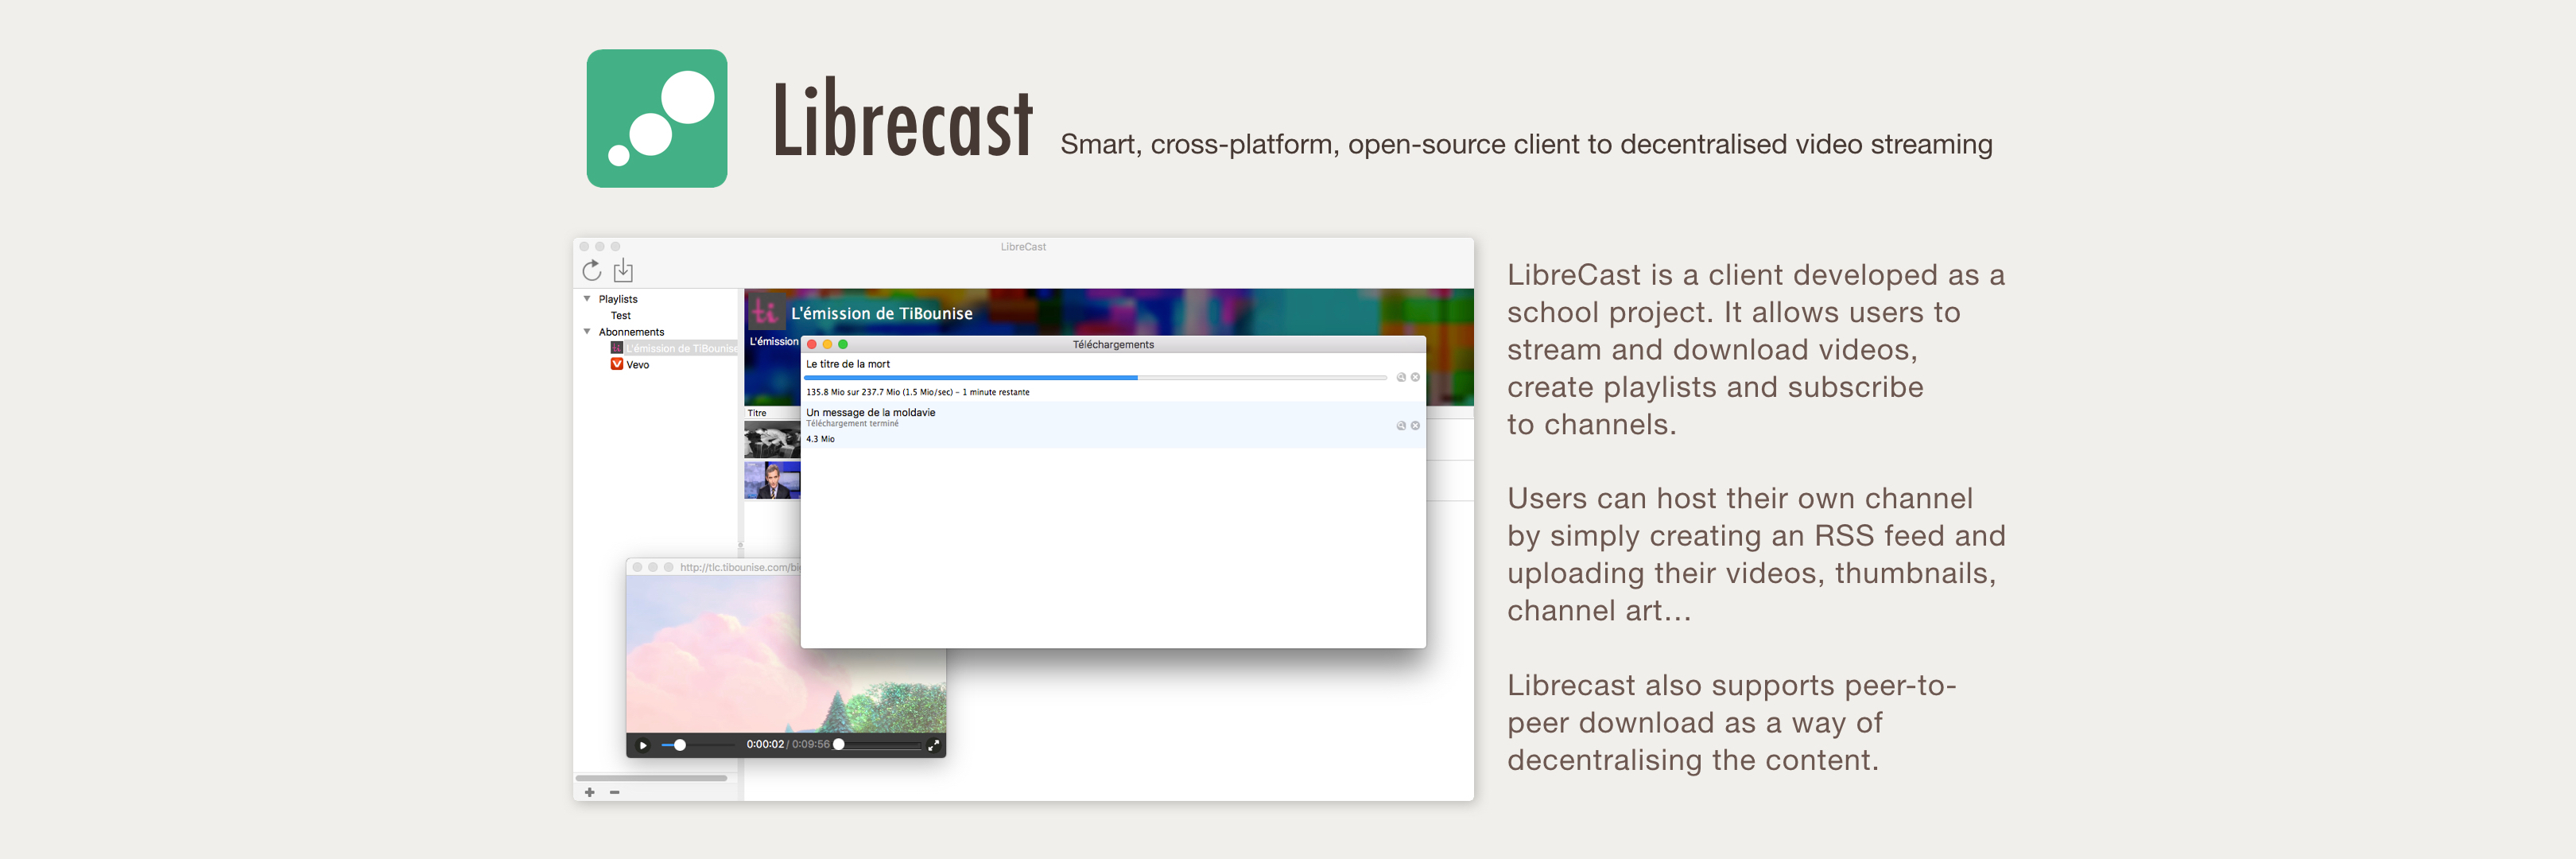 Librecast
Smart, cross-platform, open-source client to decentralised video streaming
LibreCast
Playlists
Test
Abonnements
L'émission de TiBounise
Vevo
ti
L'émission de TiBounise
L'émission
Titre
Téléchargements
Le titre de la mort
135.8 Mio sur 237.7 Mio (1.5 Mio/sec) – 1 minute restante
Un message de la moldavie
Téléchargement terminé
4.3 Mio
http://tlc.tibounise.com/bi
0:00:02 / 0:09:56
LibreCast is a client developed as a
school project. It allows users to
stream and download videos,
create playlists and subscribe
to channels.
Users can host their own channel
by simply creating an RSS feed and
uploading their videos, thumbnails,
channel art…
Librecast also supports peer-to-
peer download as a way of
decentralising the content.